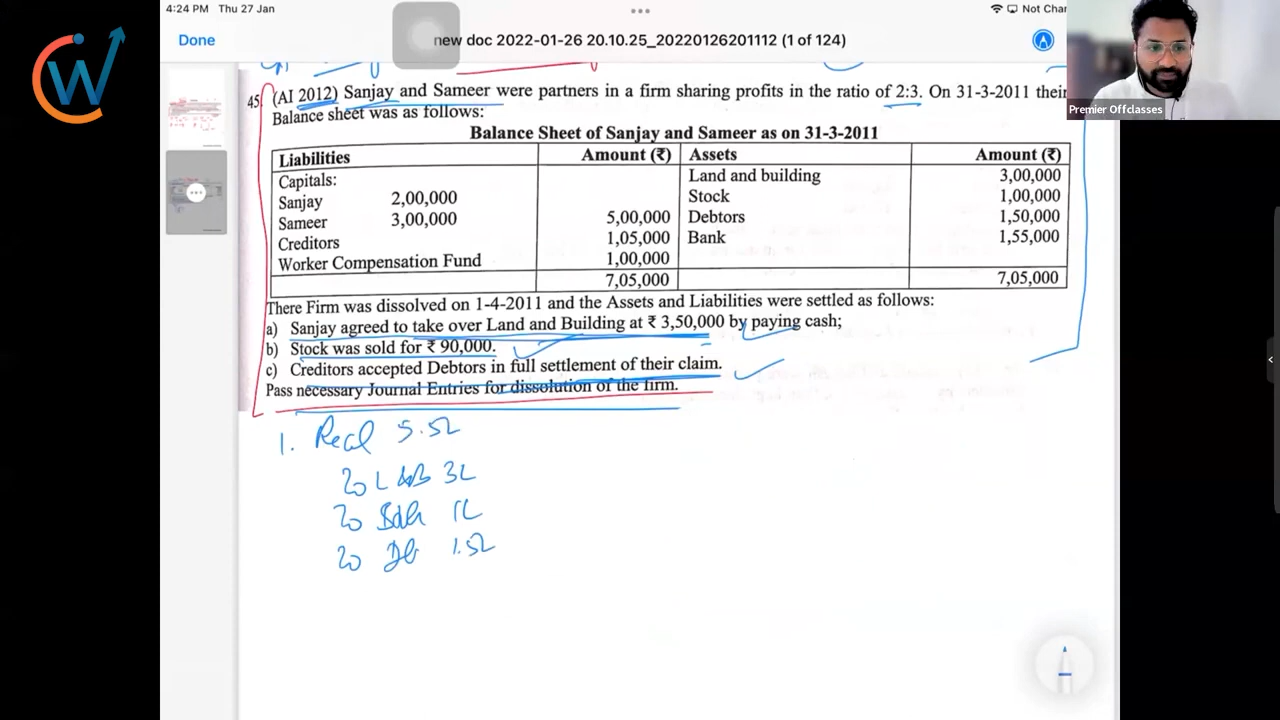 4:24 PM Thu 27 Jan
Not Char
Done
new doc 2022-01-26 20.10.25_20220126201112 (1 of 124)
Premier Offclasses
45. (AI 2012) Sanjay and Sameer were partners in a firm sharing profits in the ratio of 2:3. On 31-3-2011 their
Balance sheet was as follows:
Balance Sheet of Sanjay and Sameer as on 31-3-2011
Liabilities Amount (₹) Assets Amount (₹)
Capitals: Land and building 3,00,000
Sanjay 2,00,000 Stock 1,00,000
Sameer 3,00,000 5,00,000 Debtors 1,50,000
Creditors 1,05,000 Bank 1,55,000
Worker Compensation Fund 1,00,000
7,05,000 7,05,000
There Firm was dissolved on 1-4-2011 and the Assets and Liabilities were settled as follows:
a) Sanjay agreed to take over Land and Building at ₹ 3,50,000 by paying cash;
b) Stock was sold for ₹ 90,000.
c) Creditors accepted Debtors in full settlement of their claim.
Pass necessary Journal Entries for dissolution of the firm.
1. Real 5.5L
To L &B 3L
To 1L
To 1.5L